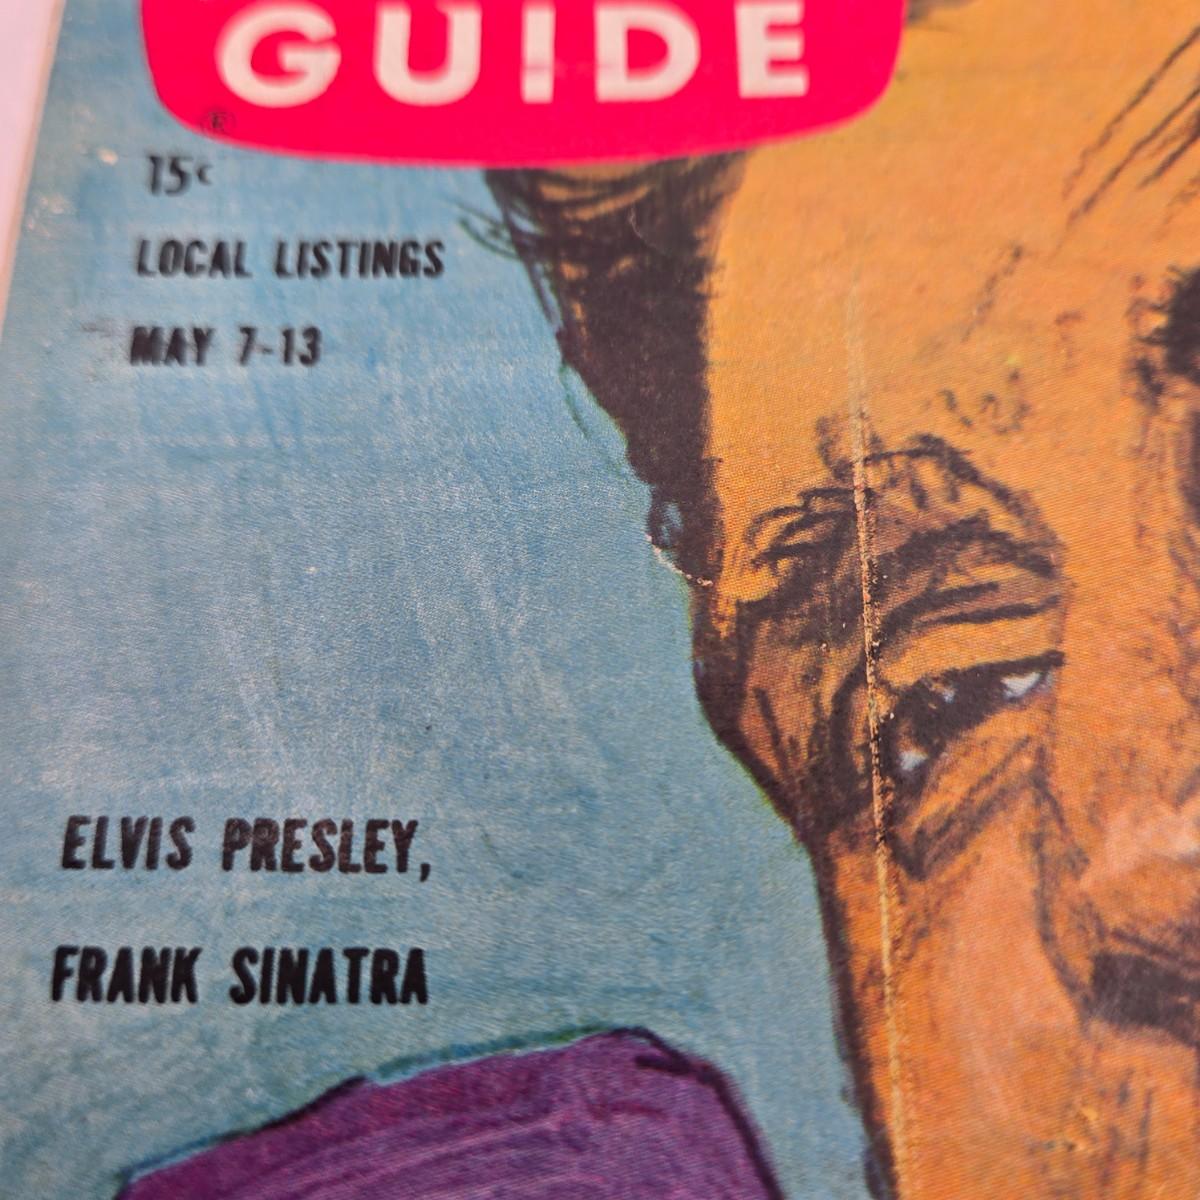 GUIDE
®
15¢
LOCAL LISTINGS
MAY 7-13
ELVIS PRESLEY,
FRANK SINATRA